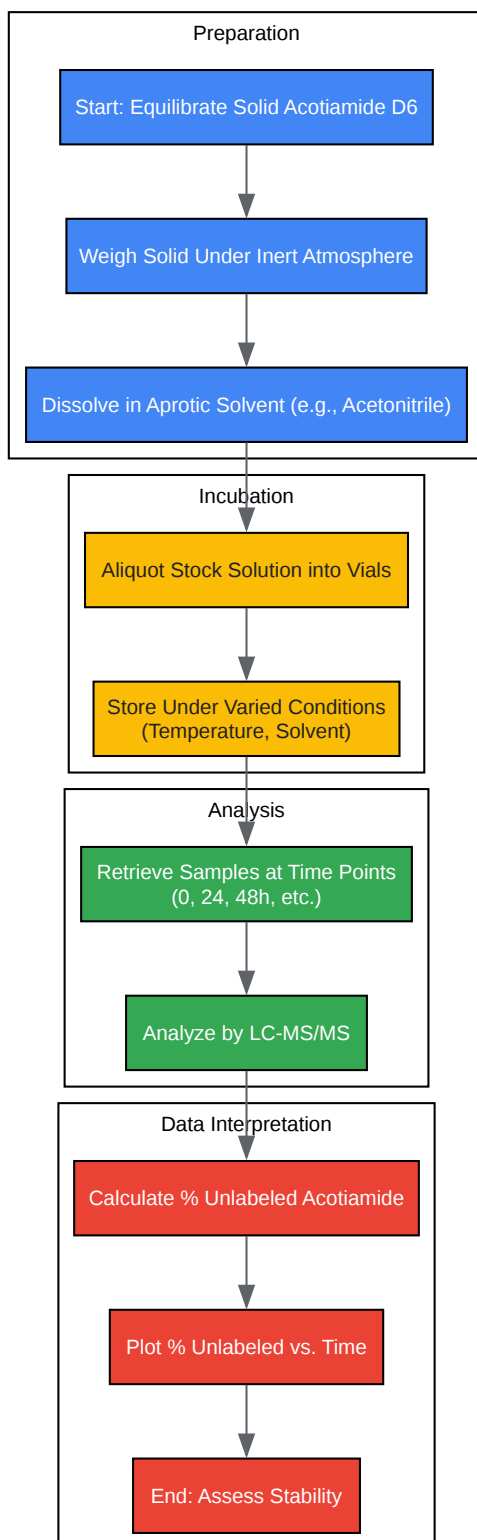 Preparation
Start: Equilibrate Solid Acotiamide D6
Weigh Solid Under Inert Atmosphere
Dissolve in Aprotic Solvent (e.g., Acetonitrile)
Incubation
Aliquot Stock Solution into Vials
Store Under Varied Conditions
(Temperature, Solvent)
Analysis
Retrieve Samples at Time Points
(0, 24, 48h, etc.)
Analyze by LC-MS/MS
Data Interpretation
Calculate % Unlabeled Acotiamide
Plot % Unlabeled vs. Time
End: Assess Stability